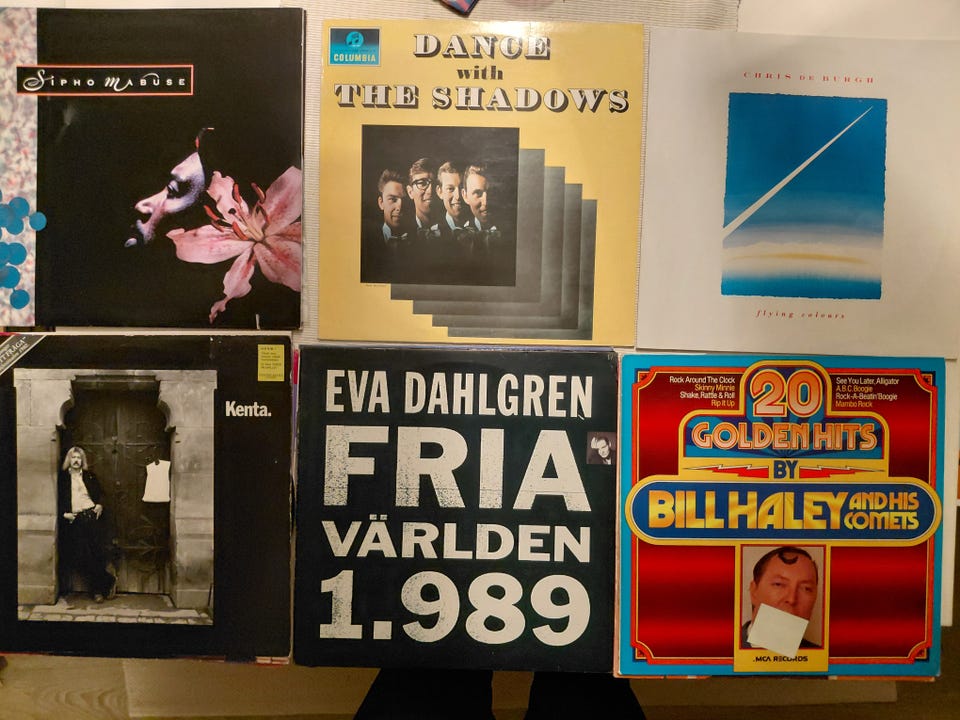 SIPHO MABUSE
COLUMBIA
DANCE
with
THE SHADOWS
CHRIS DE BURGH
flying colours
Kenta.
EVA DAHLGREN
FRIA
VÄRLDEN
1.989
Rock Around The Clock
Skinny Minnie
Shake, Rattle & Roll
Rip It Up
20
See You Later, Alligator
A.B.C. Boogie
Rock-A-Beatin' Boogie
Mambo Rock
GOLDEN HITS
BY
BILL HALEY AND HIS
COMETS
MCA RECORDS